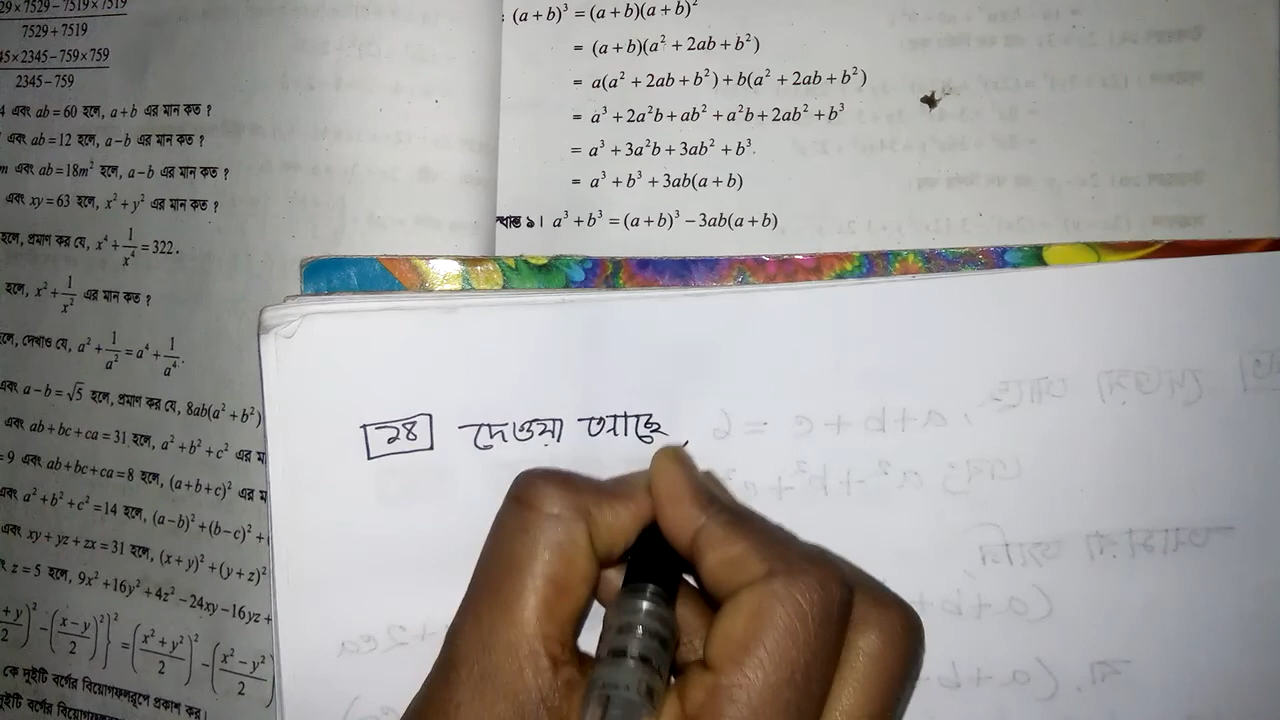 29×7529−7519×7519
7529+7519
45×2345−759×759
2345−759
4 এবং ab=60 হলে, a+b এর মান কত ?
এবং ab=12 হলে, a−b এর মান কত ?
m এবং ab=18m² হলে, a−b এর মান কত ?
এবং xy=63 হলে, x²+y² এর মান কত ?
হলে, প্রমাণ কর যে, x⁴+1/x⁴=322.
হলে, x²+1/x² এর মান কত ?
হলে, দেখাও যে, a²+1/a²=a⁴+1/a⁴.
এবং a−b=√5 হলে, প্রমাণ কর যে, 8ab(a²+b²)
এবং ab+bc+ca=31 হলে, a²+b²+c² এর ম
=9 এবং ab+bc+ca=8 হলে, (a+b+c)² এর ম
এবং a²+b²+c²=14 হলে, (a−b)²+(b−c)²+
এবং xy+yz+zx=31 হলে, (x+y)²+(y+z)²
z=5 হলে, 9x²+16y²+4z²−24xy−16yz+
+y/2)²−(x−y/2)²}²=(x²+y²/2)²−(x²−y²/2)
কে দুইটি বর্গের বিয়োগফলরূপে প্রকাশ কর।
দুইটি বর্গের বিয়োগফল
: (a+b)³=(a+b)(a+b)²
= (a+b)(a²+2ab+b²)
= a(a²+2ab+b²)+b(a²+2ab+b²)
= a³+2a²b+ab²+a²b+2ab²+b³
= a³+3a²b+3ab²+b³.
= a³+b³+3ab(a+b)
৯। a³+b³=(a+b)³−3ab(a+b)
২৪ দেওয়া আছে,